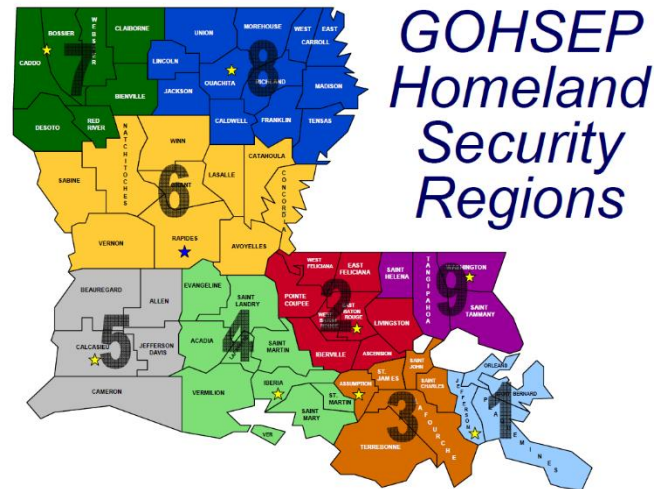 GOHSEP
Homeland
Security
Regions
BOSSIER
WEBSTER
CLAIBORNE
CADDO
7
BIENVILLE
DESOTO
RED
RIVER
UNION
MOREHOUSE
WEST
CARROLL
EAST
LINCOLN
OUACHITA
8
RICHLAND
MADISON
JACKSON
CALDWELL
FRANKLIN
TENSAS
NATCHITOCHES
WINN
SABINE
GRANT
LASALLE
CATAHOULA
CONCORDIA
6
VERNON
RAPIDES
AVOYELLES
BEAUREGARD
ALLEN
5
CALCASIEU
JEFFERSON
DAVIS
CAMERON
EVANGELINE
SAINT
LANDRY
ACADIA
4
SAINT
MARTIN
VERMILION
IBERIA
ST.
MARTIN
SAINT
MARY
VER
WEST
FELICIANA
EAST
FELICIANA
POINTE
COUPEE
2
EAST
BATON
ROUGE
LIVINGSTON
IBERVILLE
ASCENSION
SAINT
HELENA
TANGIPAHOA
9
WASHINGTON
SAINT
TAMMANY
SAINT
JOHN
ST.
JAMES
SAINT
CHARLES
ASSUMPTION
3
LAFOURCHE
TERREBONNE
ORLEANS
JEFFERSON
1
BERNARD
PLAQUEMINES